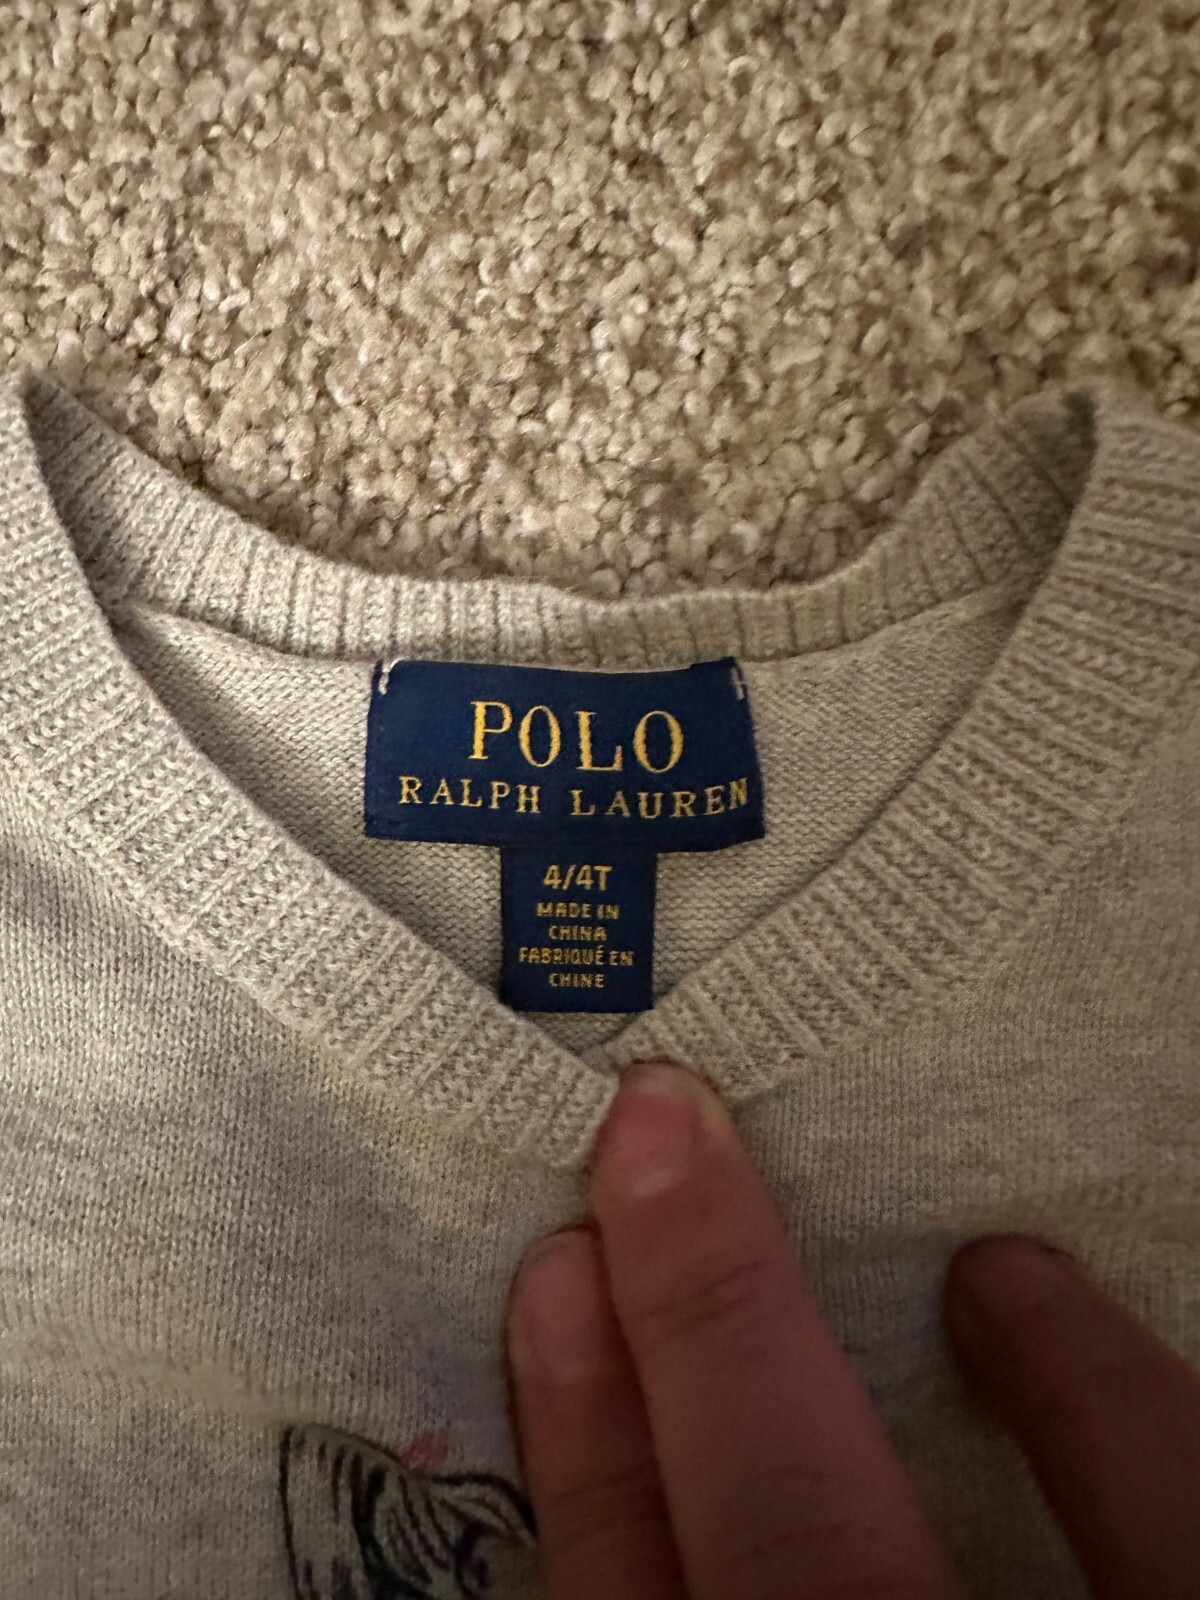 POLO
RALPH LAUREN
4/4T
MADE IN
CHINA
FABRIQUÉ EN
CHINE